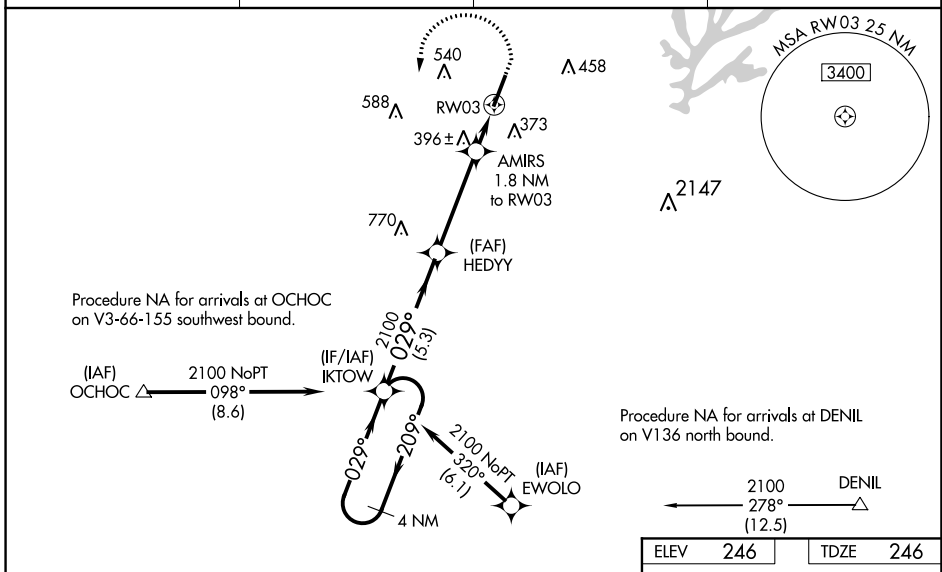 MSA RW03 25 NM
3400
540
458
588
RW03
396 ±
373
AMIRS
1.8 NM
to RW03
2147
770
(FAF)
HEDYY
Procedure NA for arrivals at OCHOC
on V3-66-155 southwest bound.
2100
029°
(5.3)
(IF/IAF)
IKTOW
(IAF)
OCHOC
2100 NoPT
098°
(8.6)
029°
209°
4 NM
2100 NoPT
320°
(6.1)
(IAF)
EWOLO
Procedure NA for arrivals at DENIL
on V136 north bound.
2100
278°
(12.5)
DENIL
ELEV 246
TDZE 246